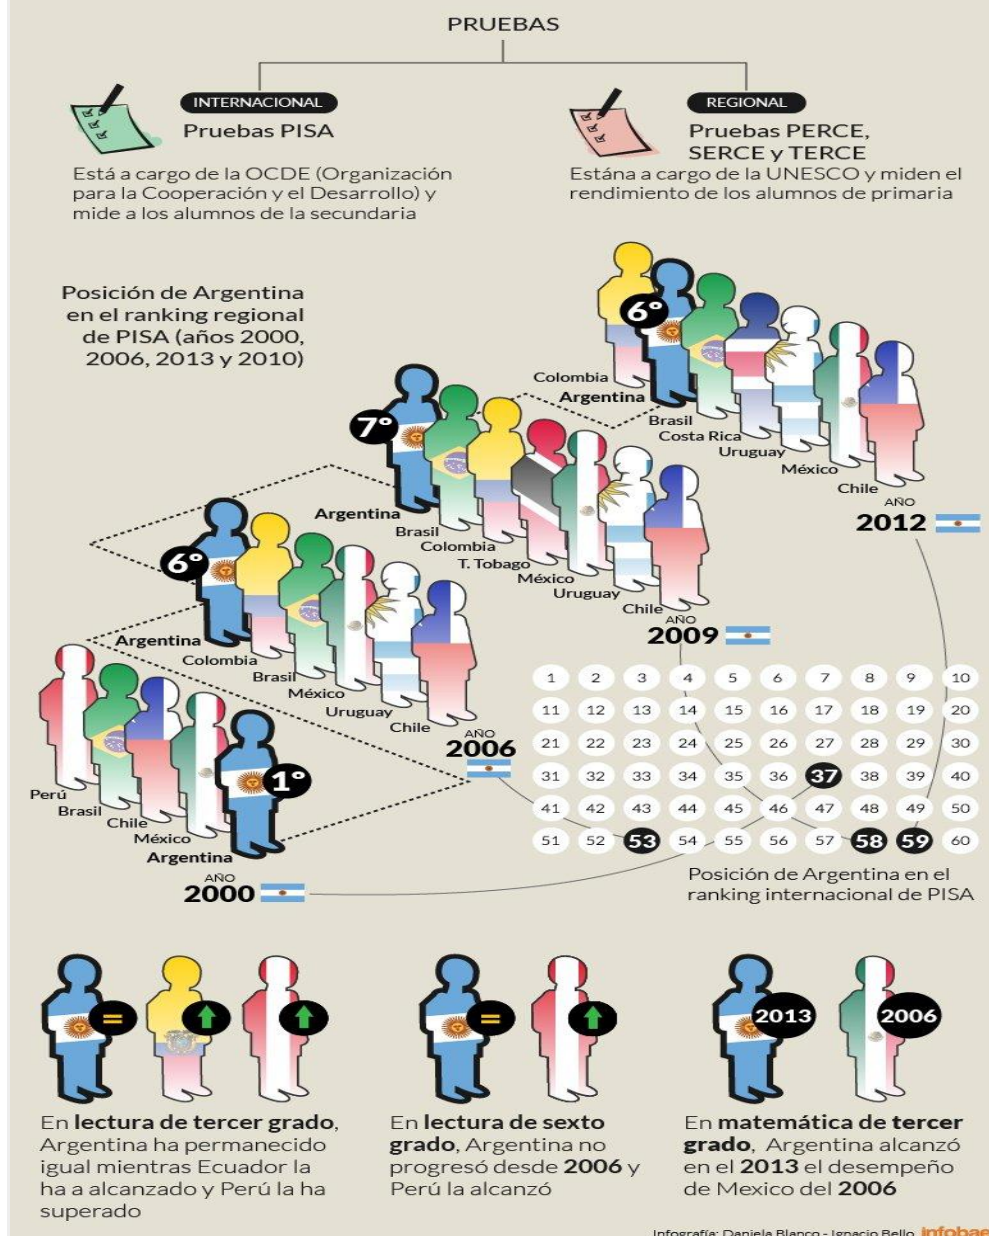 PRUEBAS
INTERNACIONAL
Pruebas PISA
Está a cargo de la OCDE (Organización
para la Cooperación y el Desarrollo) y
mide a los alumnos de la secundaria
REGIONAL
Pruebas PERCE,
SERCE y TERCE
Estána a cargo de la UNESCO y miden el
rendimiento de los alumnos de primaria
Posición de Argentina
en el ranking regional
de PISA (años 2000,
2006, 2013 y 2010)
6°
Colombia
Argentina
Brasil
Costa Rica
Uruguay
México
Chile
AÑO
2012
7°
Argentina
Brasil
Colombia
T. Tobago
México
Uruguay
Chile
AÑO
2009
6°
Argentina
Colombia
Brasil
México
Uruguay
Chile
AÑO
2006
1°
Perú
Brasil
Chile
México
Argentina
AÑO
2000
1 2 3 4 5 6 7 8 9 10
11 12 13 14 15 16 17 18 19 20
21 22 23 24 25 26 27 28 29 30
31 32 33 34 35 36 37 38 39 40
41 42 43 44 45 46 47 48 49 50
51 52 53 54 55 56 57 58 59 60
Posición de Argentina en el
ranking internacional de PISA
=
En lectura de tercer grado,
Argentina ha permanecido
igual mientras Ecuador la
ha a alcanzado y Perú la ha
superado
=
En lectura de sexto
grado, Argentina no
progresó desde 2006 y
Perú la alcanzó
2013
2006
En matemática de tercer
grado, Argentina alcanzó
en el 2013 el desempeño
de Mexico del 2006
Infografía: Daniela Blanco - Ignacio Bello infobae